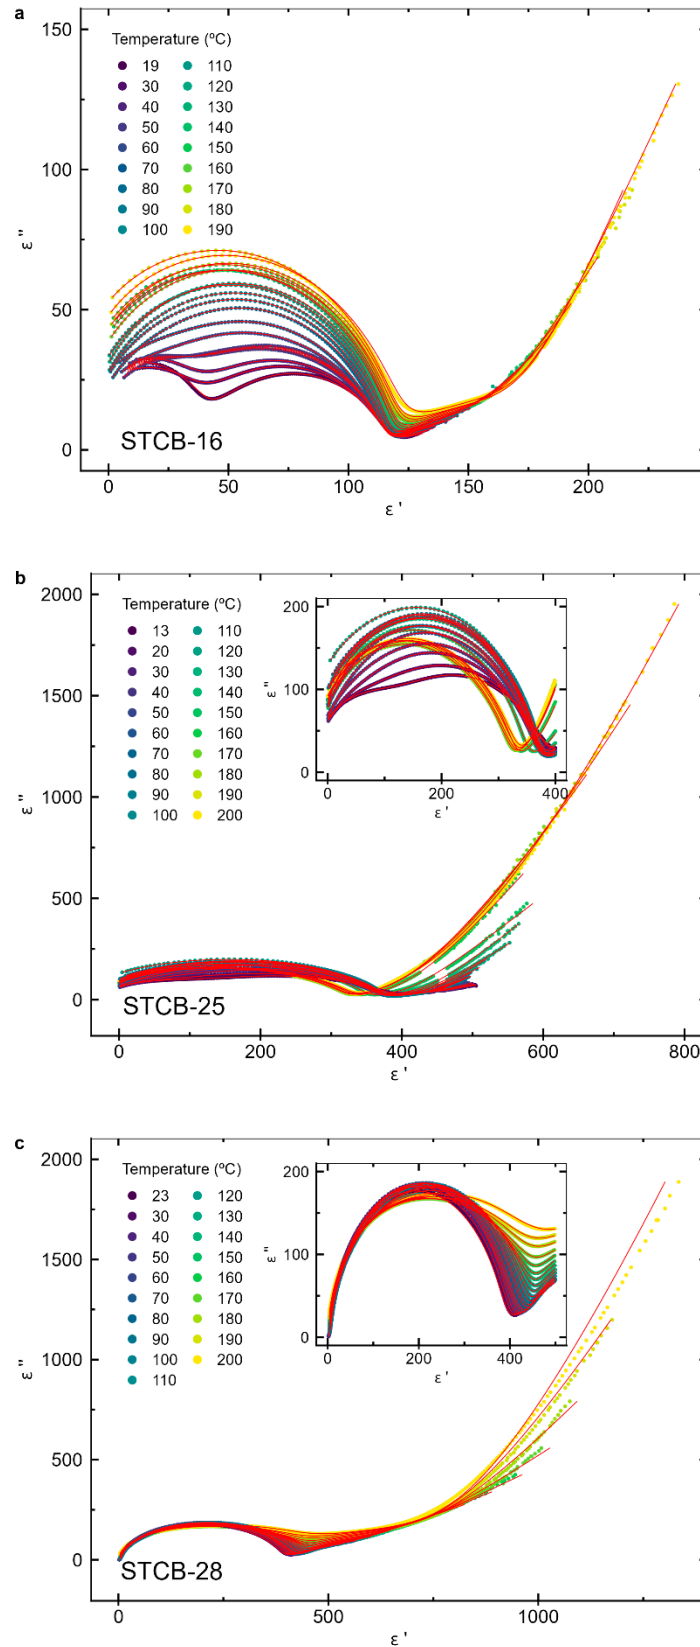 a
150
Temperature (ºC)
19 110
30 120
40 130
50 140
60 150
70 160
80 170
90 180
100 190
100
ε''
50
0
STCB-16
0 50 100 150 200
ε'
b
2000
Temperature (ºC)
13 110
20 120
30 130
40 140
50 150
60 160
70 170
80 180
90 190
100 200
200
100
0
ε''
0 200 400
ε'
1500
1000
ε''
500
0
STCB-25
0 200 400 600 800
ε'
c
2000
Temperature (ºC)
23 120
30 130
40 140
50 150
60 160
70 170
80 180
90 190
100 200
110
200
100
0
ε''
0 200 400
ε'
1500
1000
ε''
500
0
STCB-28
0 500 1000
ε'